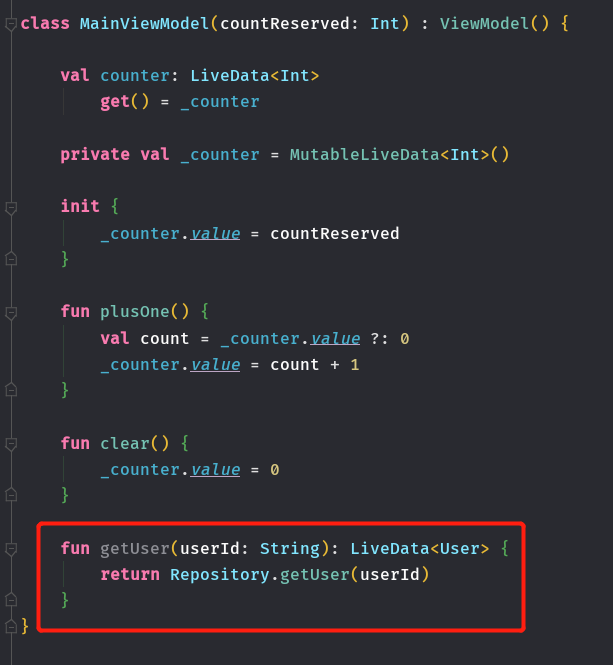 class MainViewModel(countReserved: Int) : ViewModel() {
val counter: LiveData<Int>
get() = _counter
private val _counter = MutableLiveData<Int>()
init {
_counter.value = countReserved
}
fun plusOne() {
val count = _counter.value ?: 0
_counter.value = count + 1
}
fun clear() {
_counter.value = 0
}
fun getUser(userId: String): LiveData<User> {
return Repository.getUser(userId)
}
}